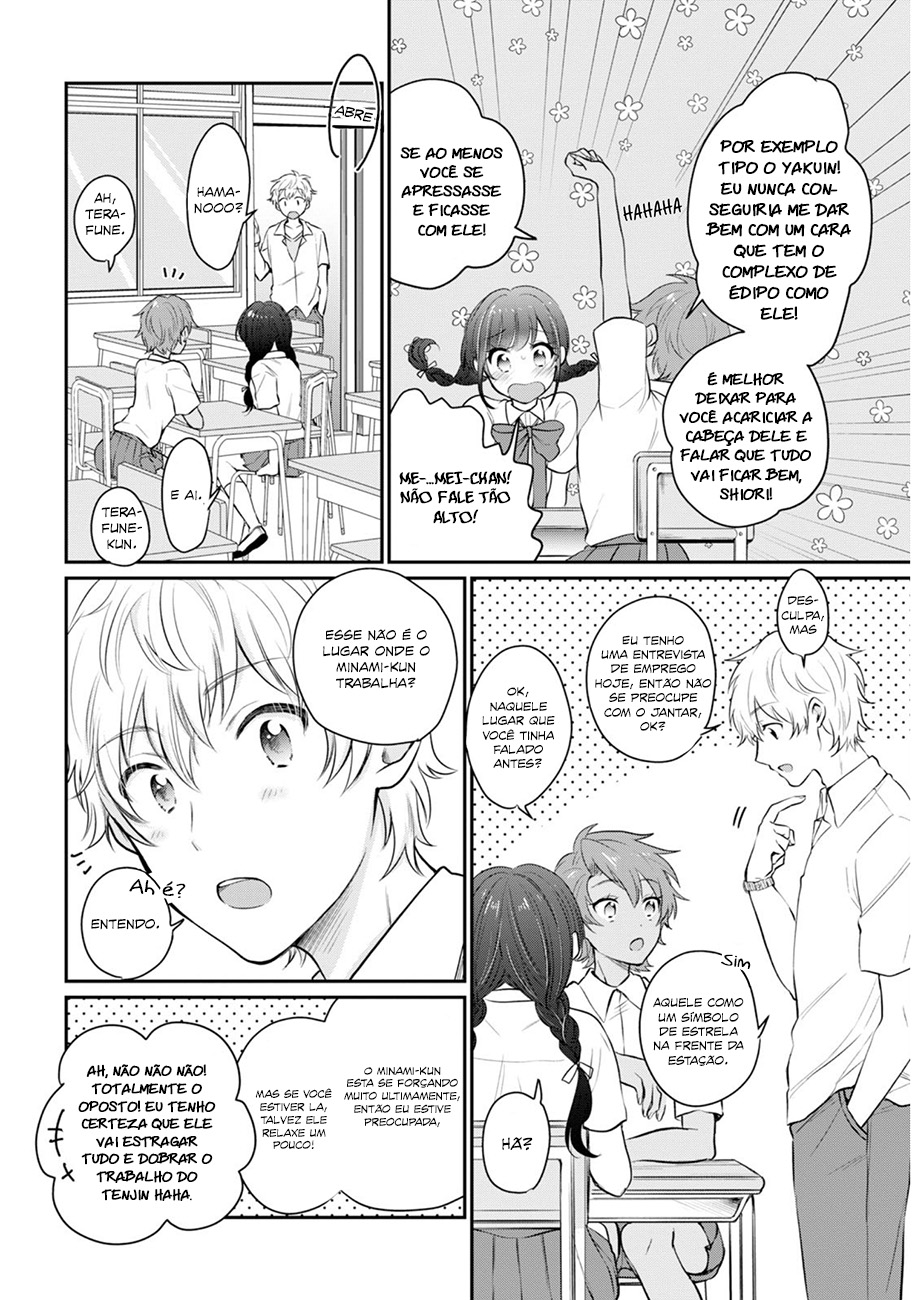 POR EXEMPLO
TIPO O YAKUIN!
EU NUNCA CON-
SEGUIRIA ME DAR
BEM COM UM CARA
QUE TEM O
COMPLEXO DE
ÉDIPO COMO
ELE!
É MELHOR
DEIXAR PARA
VOCÊ ACARICIAR A
CABEÇA DELE E
FALAR QUE TUDO
VAI FICAR BEM,
SHIORI!
HAHAHA
SE AO MENOS
VOCÊ SE
APRESSASSE
E FICASSE
COM ELE!
ME-...MEI-CHAN!
NÃO FALE TÃO
ALTO!
ABRE
HAMA-
NOOO?
AH,
TERA-
FUNE.
E AI.
TERA-
FUNE-
KUN.
DES-
CULPA,
MAS
EU TENHO
UMA ENTREVISTA
DE EMPREGO
HOJE, ENTÃO NÃO
SE PREOCUPE
COM O JANTAR,
OK?
OK,
NAQUELE
LUGAR QUE
VOCÊ TINHA
FALADO
ANTES?
Sim
AQUELE COMO
UM SÍMBOLO
DE ESTRELA
NA FRENTE DA
ESTAÇÃO.
HÃ?
ESSE NÃO É O
LUGAR ONDE O
MINAMI-KUN
TRABALHA?
Ah é?
ENTENDO.
O MINAMI-KUN
ESTA SE FORÇANDO
MUITO ULTIMAMENTE,
ENTÃO EU ESTIVE
PREOCUPADA,
MAS SE VOCÊ
ESTIVER LA,
TALVEZ ELE
RELAXE UM
POUCO!
AH, NÃO NÃO NÃO!
TOTALMENTE O
OPOSTO! EU TENHO
CERTEZA QUE ELE
VAI ESTRAGAR
TUDO E DOBRAR O
TRABALHO DO
TENJIN HAHA.